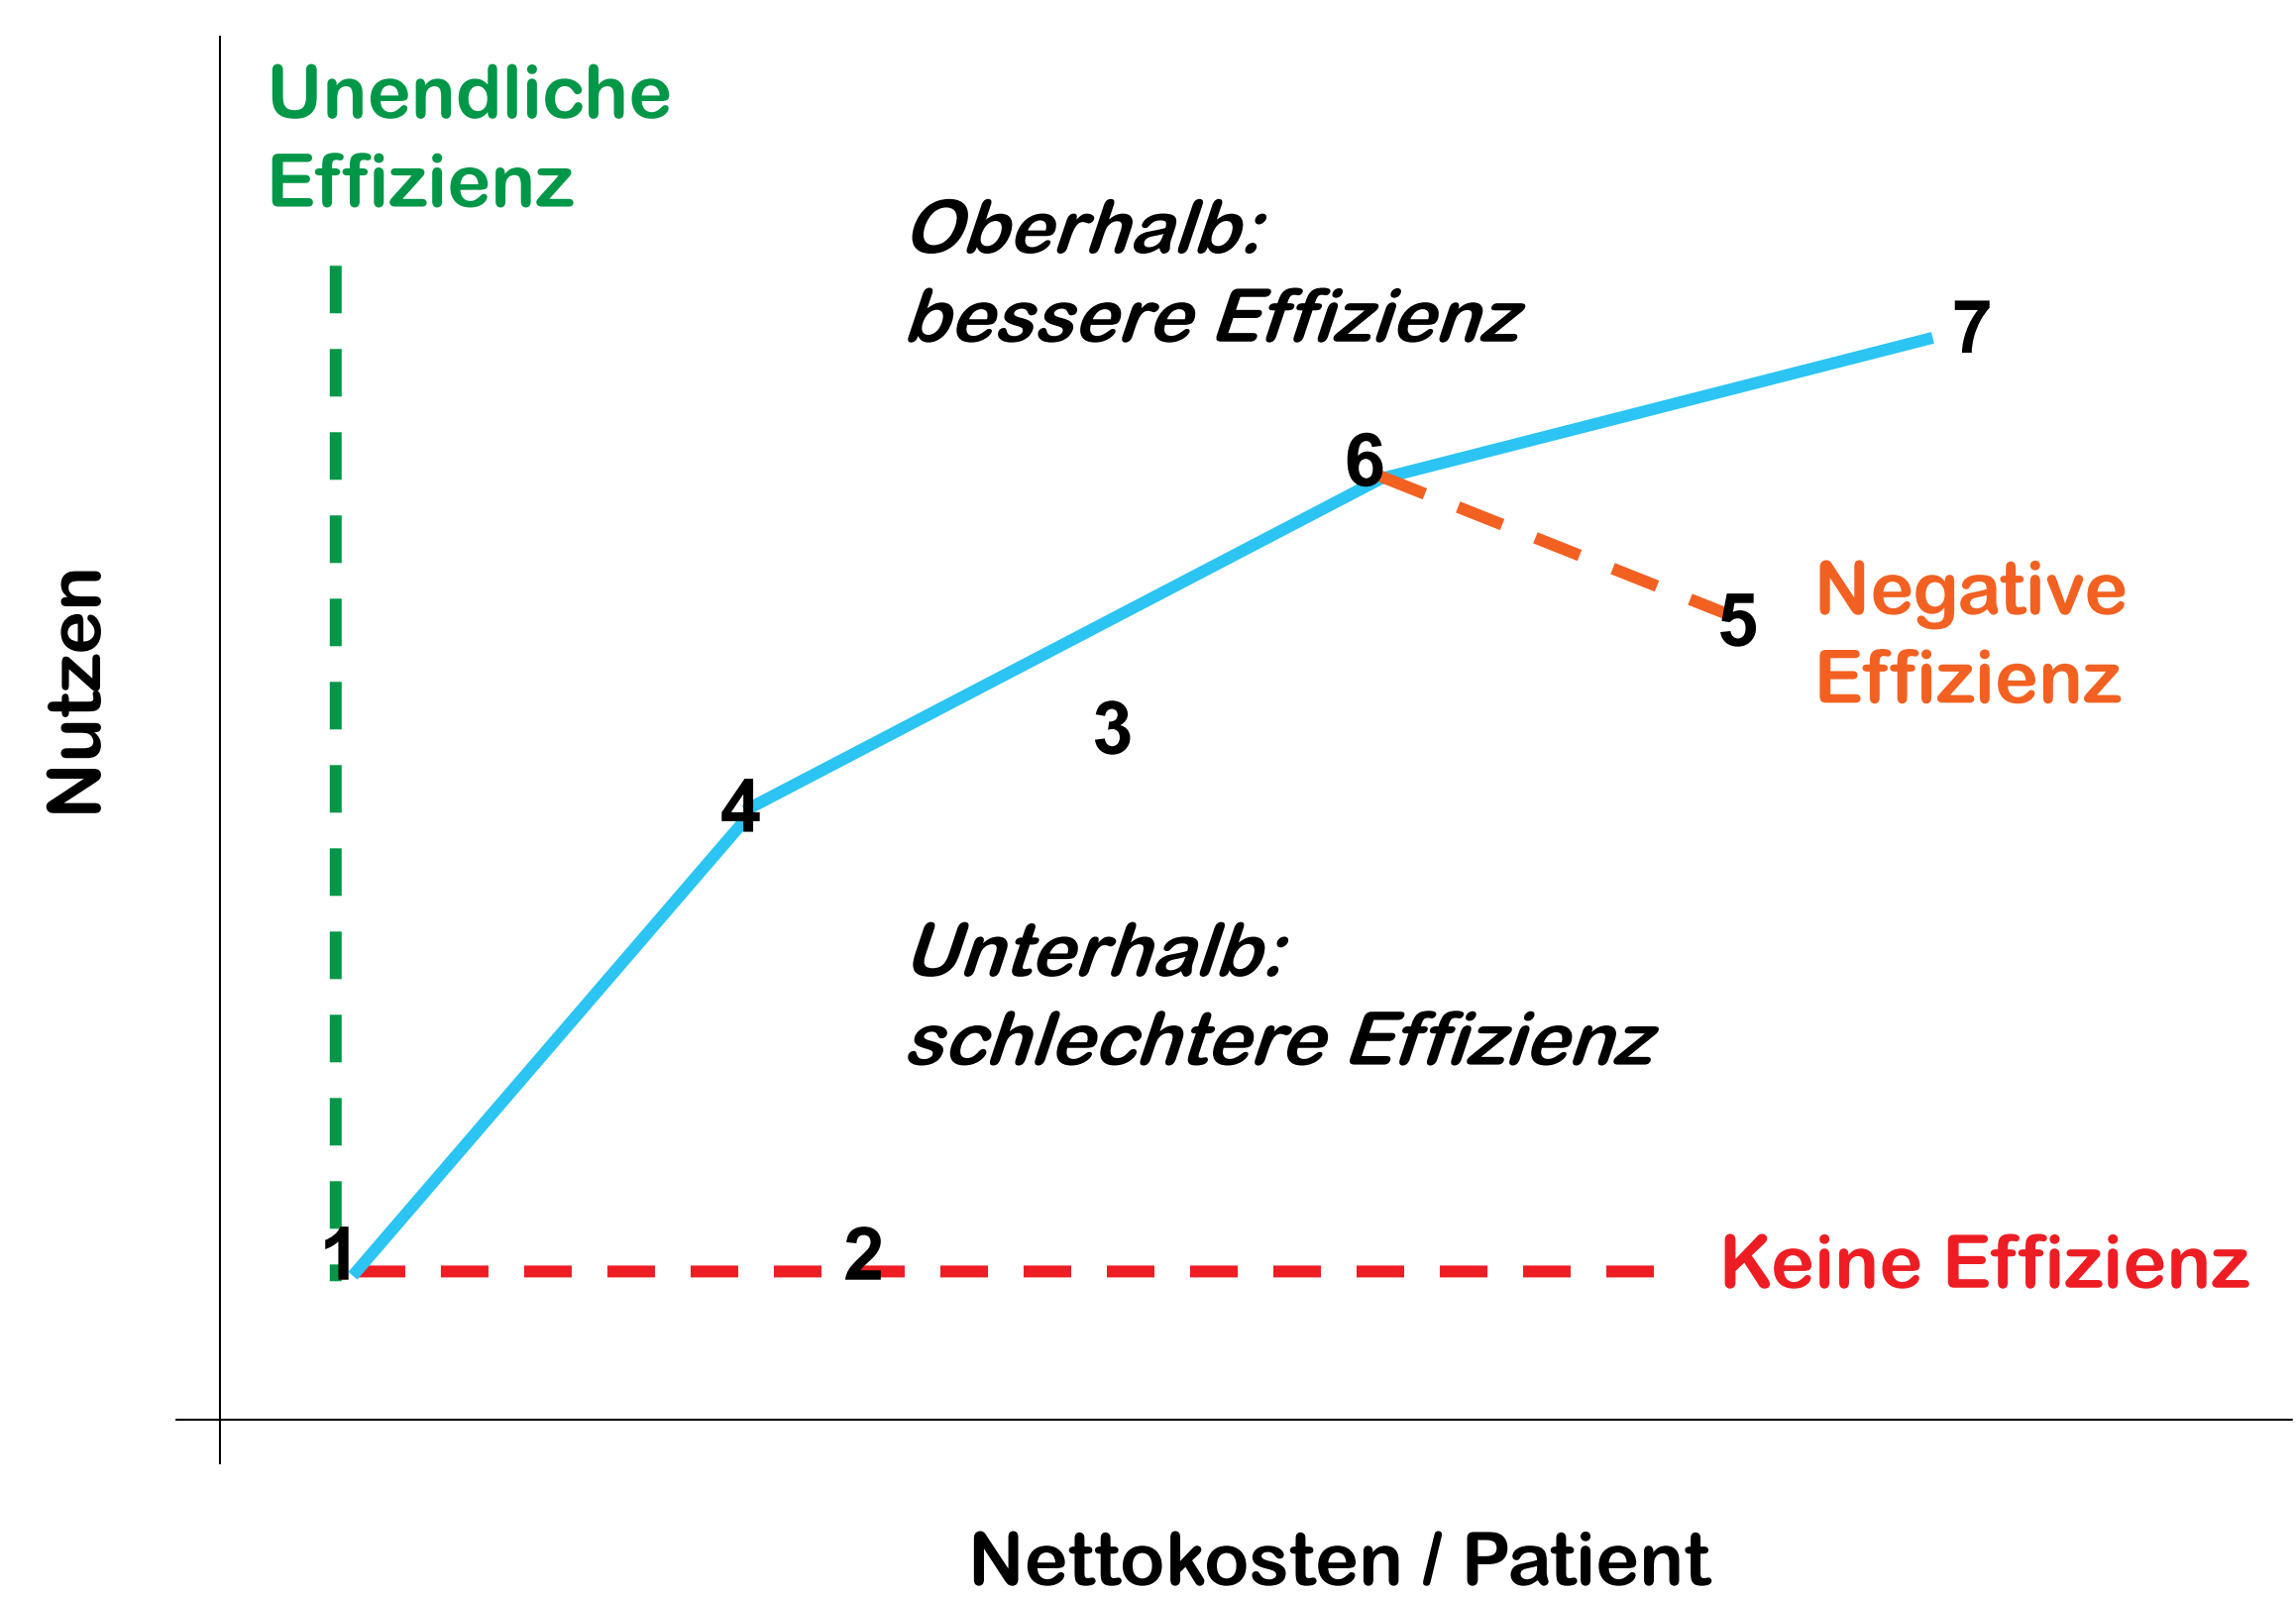 Unendliche
Effizienz
Oberhalb:
bessere Effizienz
7
6
Negative
Effizienz
5
Nutzen
3
4
Unterhalb:
schlechtere Effizienz
1
2
Keine Effizienz
Nettokosten / Patient